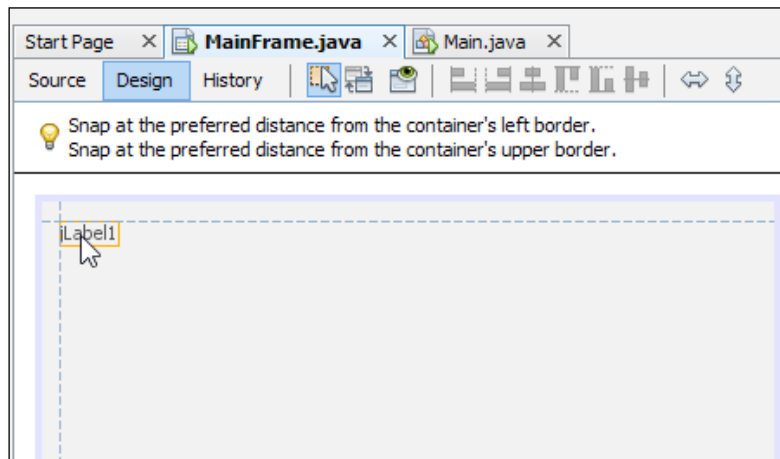 Start Page MainFrame.java Main.java
Source Design History
Snap at the preferred distance from the container's left border.
Snap at the preferred distance from the container's upper border.
jLabel1